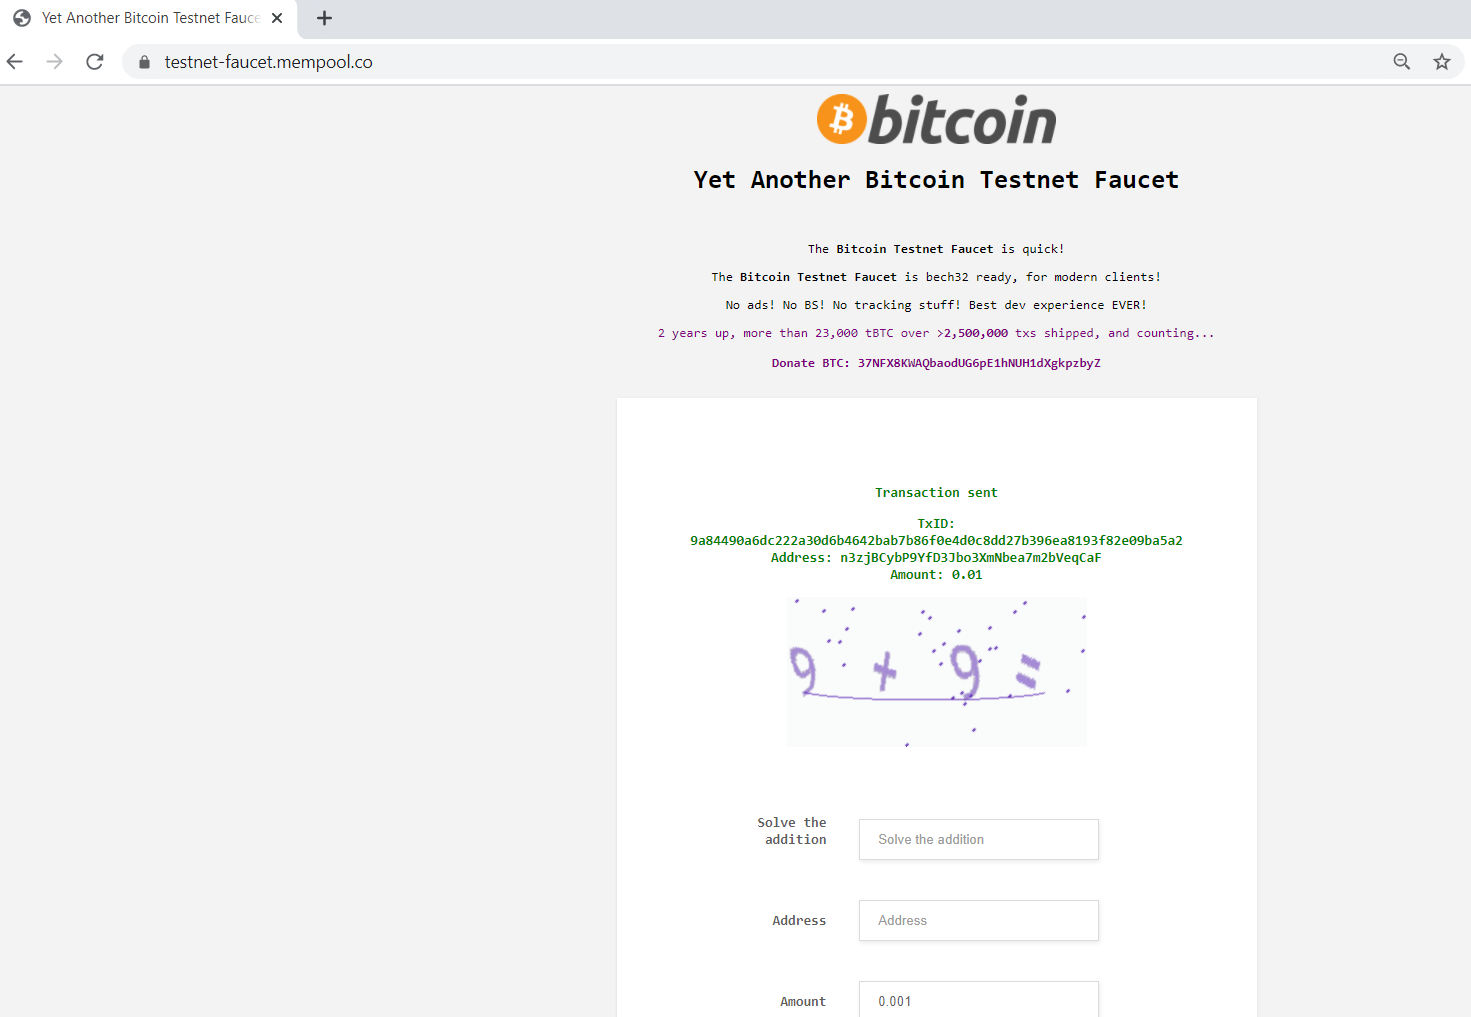 Yet Another Bitcoin Testnet Fauce
testnet-faucet.mempool.co
bitcoin
Yet Another Bitcoin Testnet Faucet
The Bitcoin Testnet Faucet is quick!
The Bitcoin Testnet Faucet is bech32 ready, for modern clients!
No ads! No BS! No tracking stuff! Best dev experience EVER!
2 years up, more than 23,000 tBTC over >2,500,000 txs shipped, and counting...
Donate BTC: 37NFX8KWAQbaodUG6pE1hNUH1dXgkpzbyZ
Transaction sent
TxID:
9a84490a6dc222a30d6b4642bab7b86f0e4d0c8dd27b396ea8193f82e09ba5a2
Address: n3zjBCybP9YfD3Jbo3XmNbea7m2bVeqCaF
Amount: 0.01
9 + 9 =
Solve the
addition
Solve the addition
Address
Address
Amount
0.001